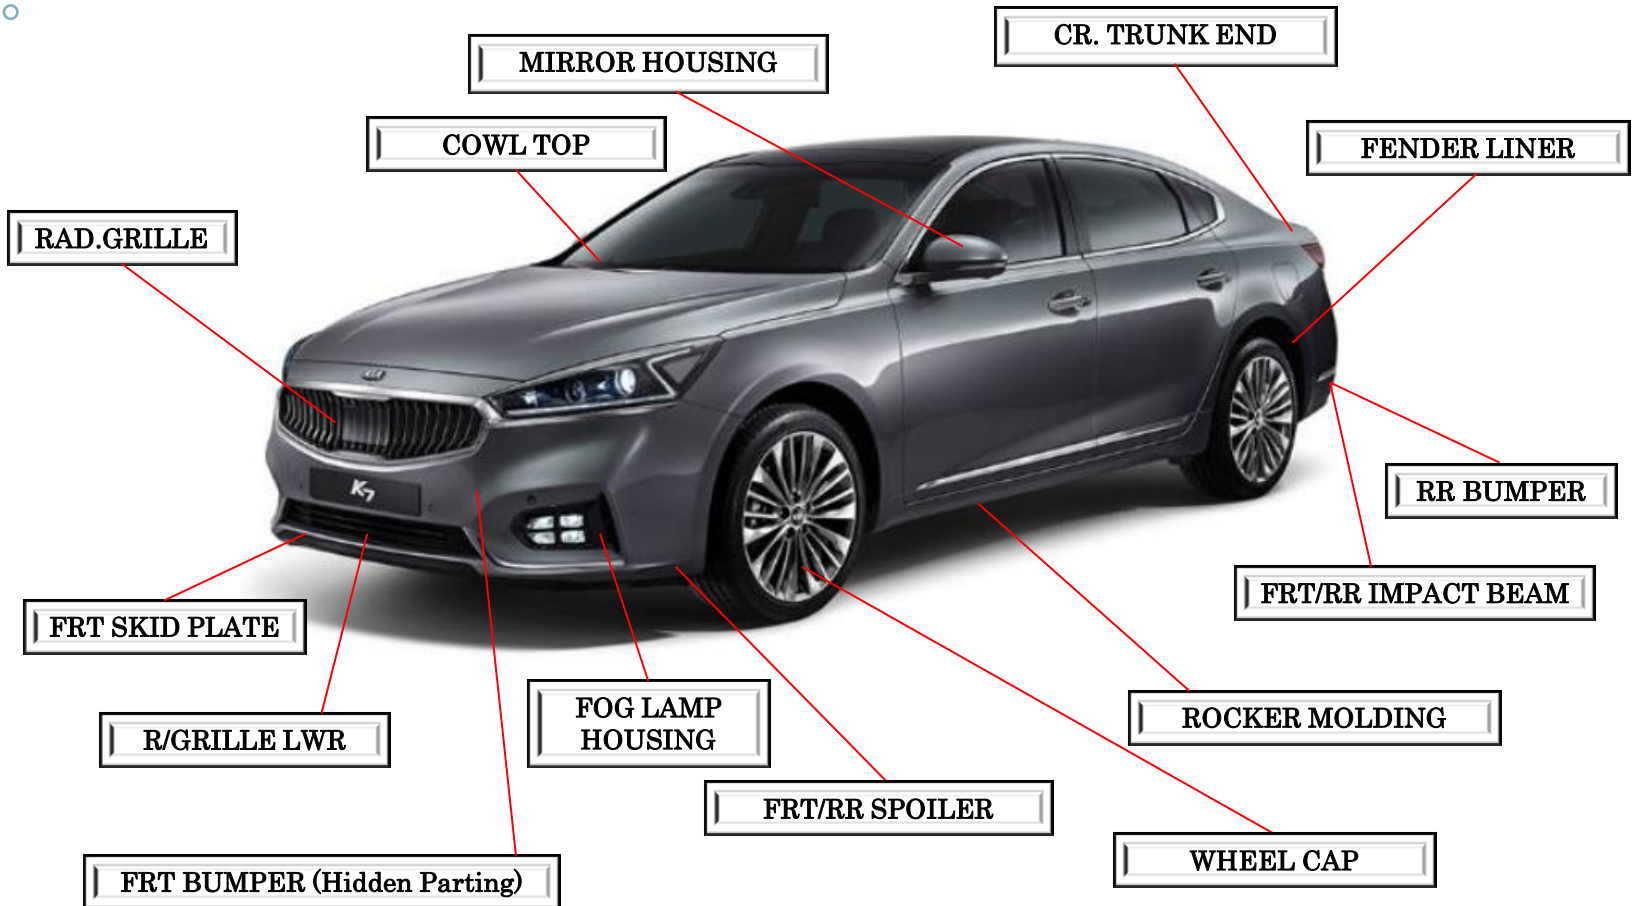 CR. TRUNK END
MIRROR HOUSING
COWL TOP
FENDER LINER
RAD.GRILLE
K7
RR BUMPER
FRT/RR IMPACT BEAM
FRT SKID PLATE
FOG LAMP
HOUSING
ROCKER MOLDING
R/GRILLE LWR
FRT/RR SPOILER
WHEEL CAP
FRT BUMPER (Hidden Parting)